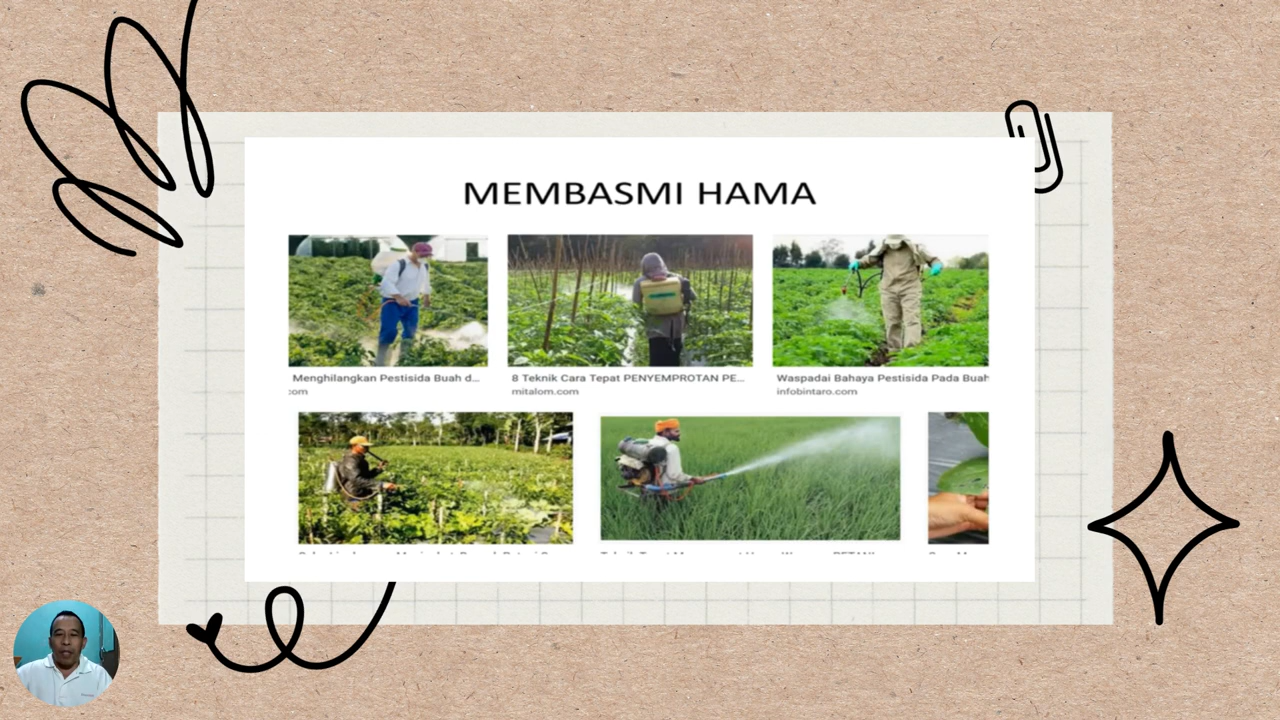 MEMBASMI HAMA
Menghilangkan Pestisida Buah d...
8 Teknik Cara Tepat PENYEMPROTAN PE...
Waspadai Bahaya Pestisida Pada Buah
:com
mitalom.com
infobintaro.com